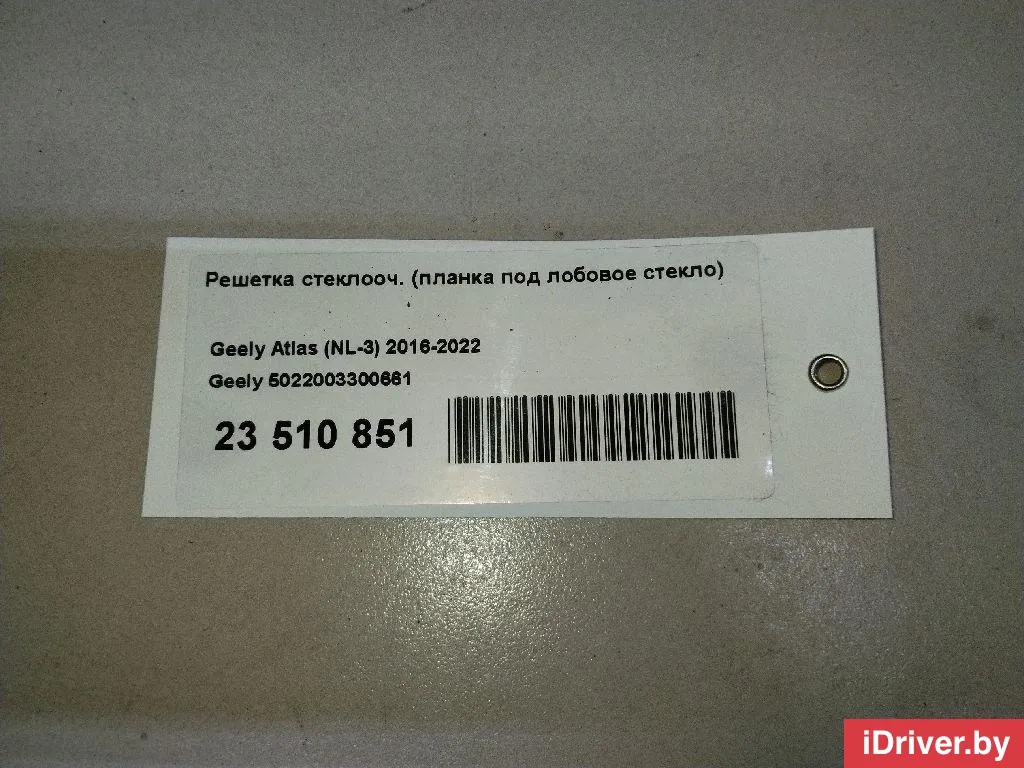 Решетка стеклооч. (планка под лобовое стекло)
Geely Atlas (NL-3) 2016-2022
Geely 5022003300661
23 510 851
iDriver.by